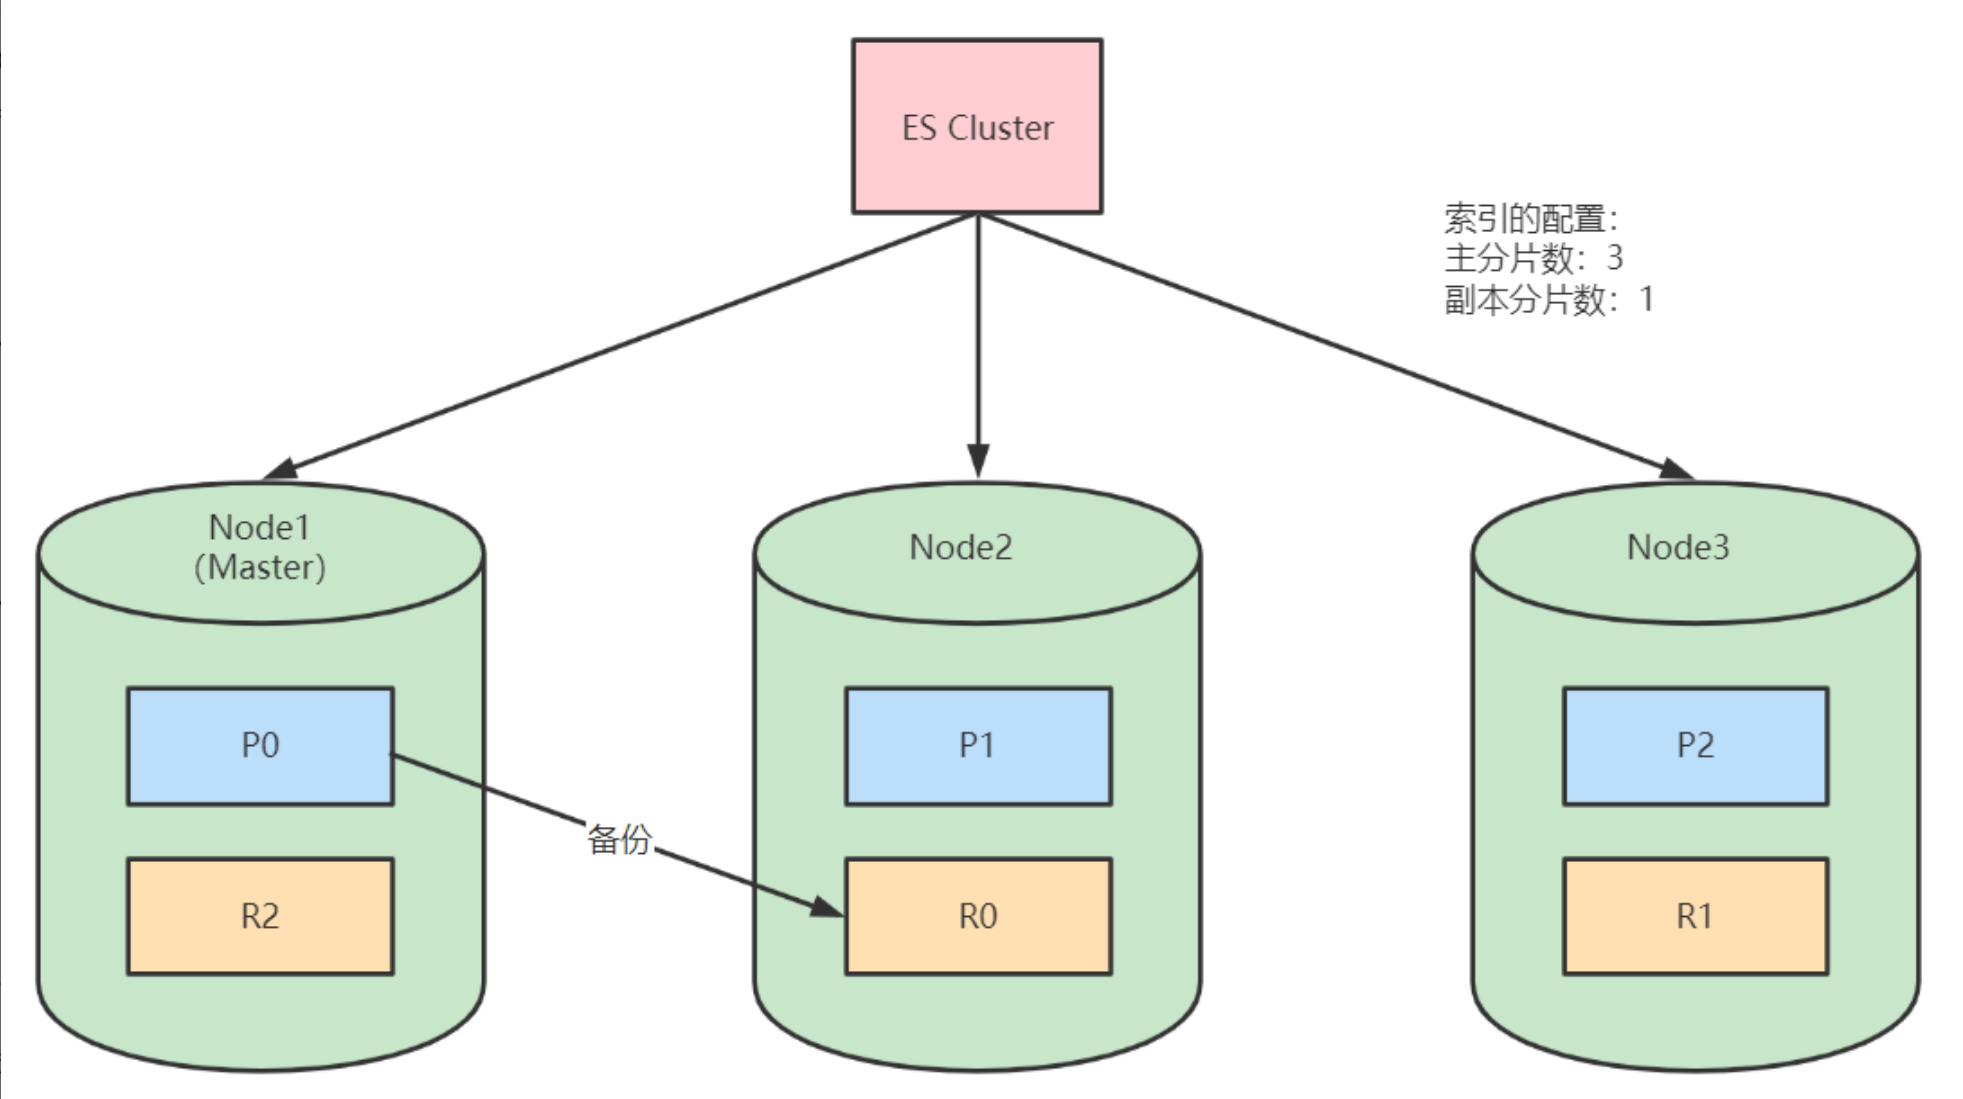 ES Cluster
索引的配置：
主分片数：3
副本分片数：1
Node1
(Master)
Node2
Node3
P0
P1
P2
备份
R2
R0
R1